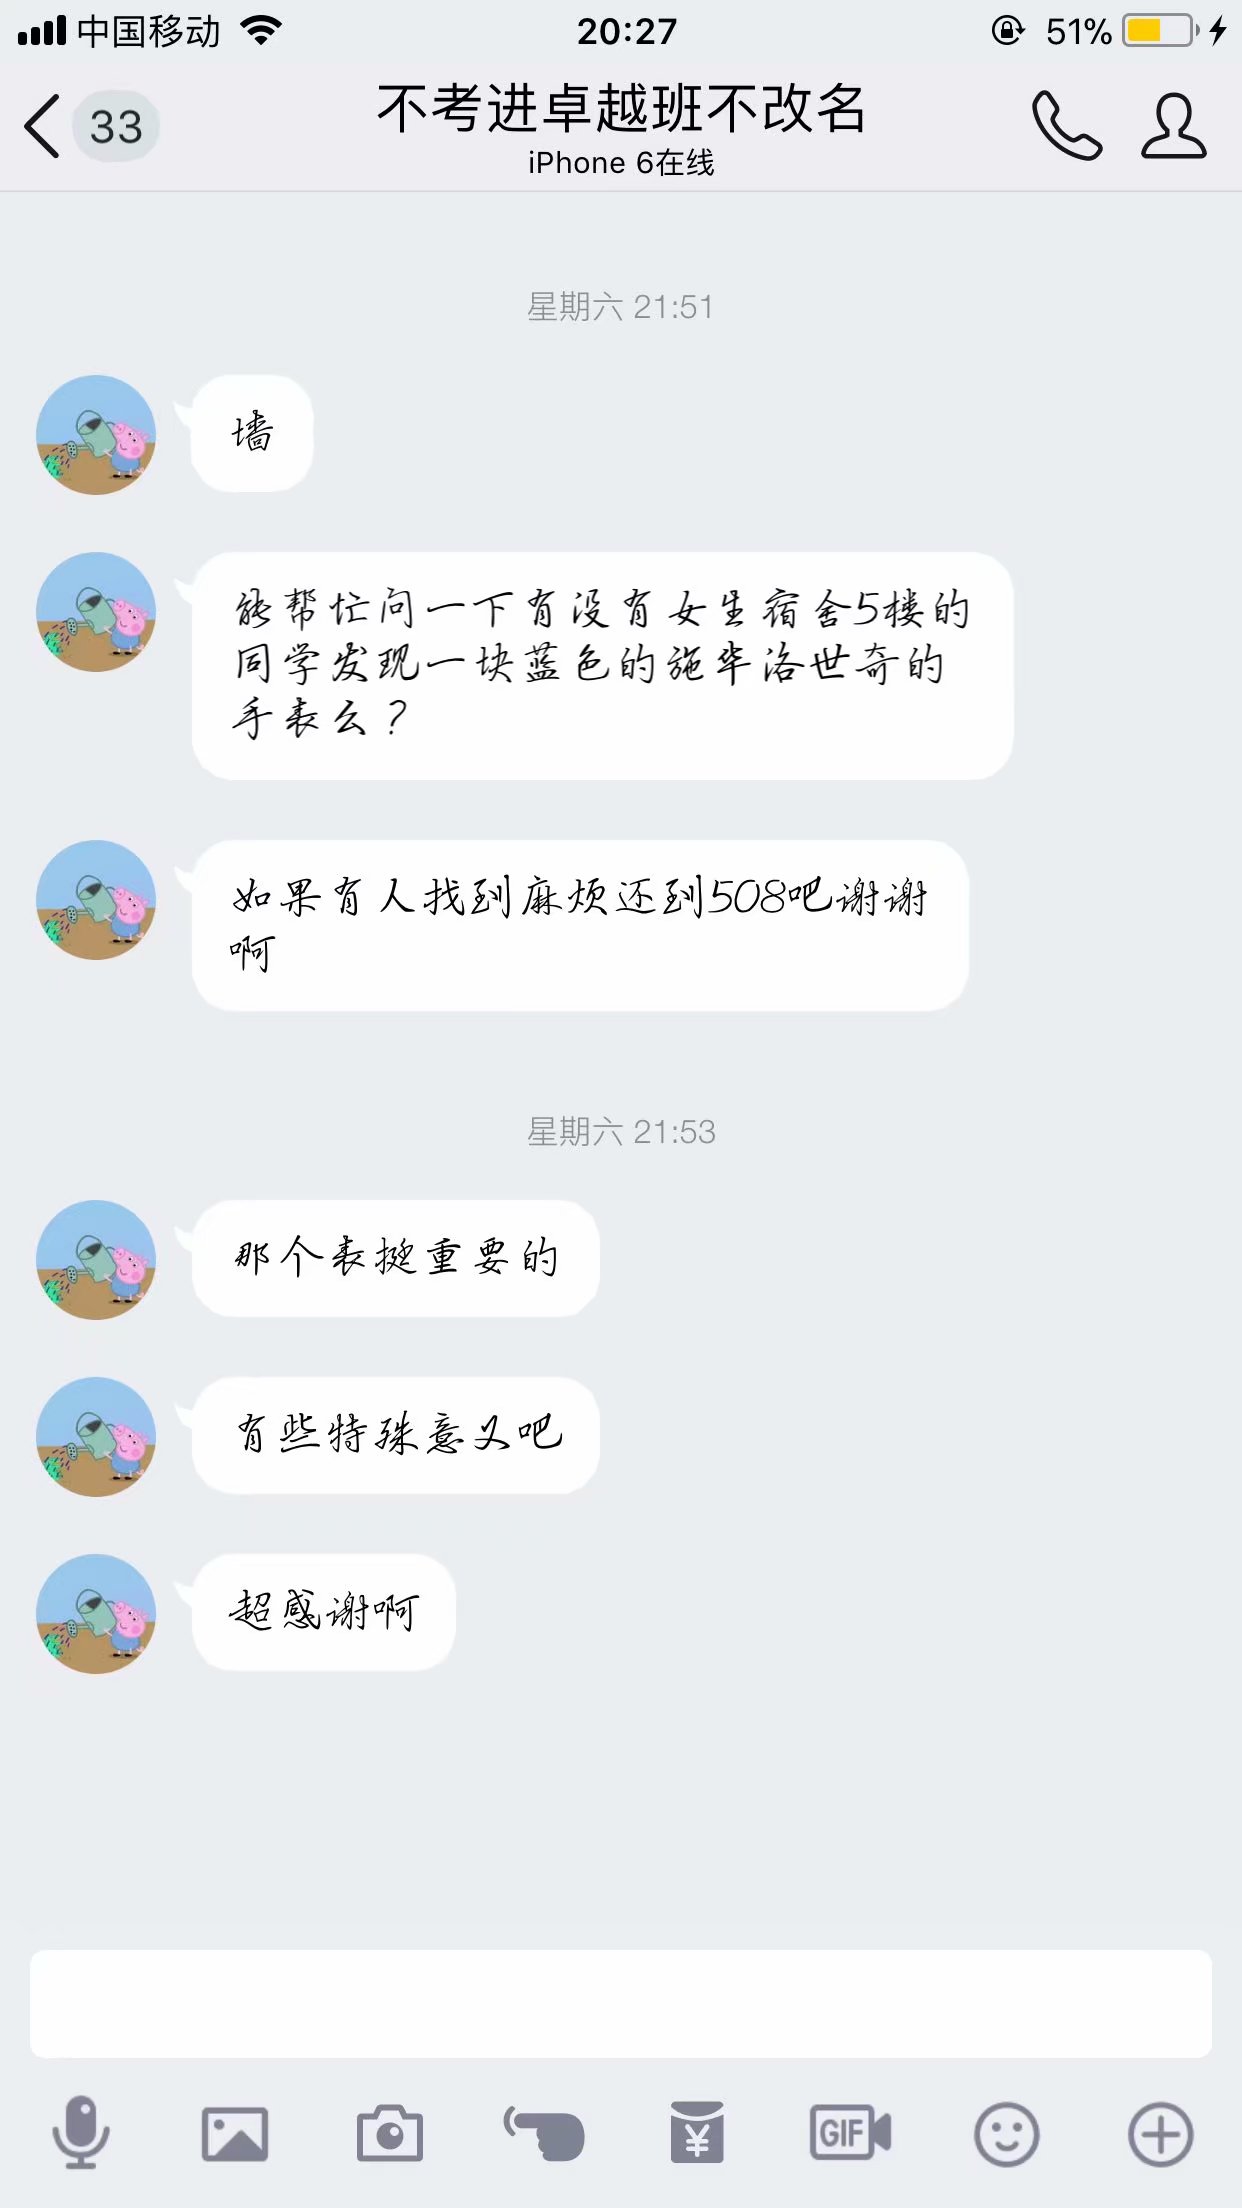 中国移动 20:27 51%
33 不考进卓越班不改名
iPhone 6在线
星期六 21:51
墙
能帮忙问一下有没有女生宿舍5楼的
同学发现一块蓝色的施华洛世奇的
手表么？
如果有人找到麻烦还到508吧谢谢
啊
星期六 21:53
那个表挺重要的
有些特殊意义吧
超感谢啊
¥ GIF